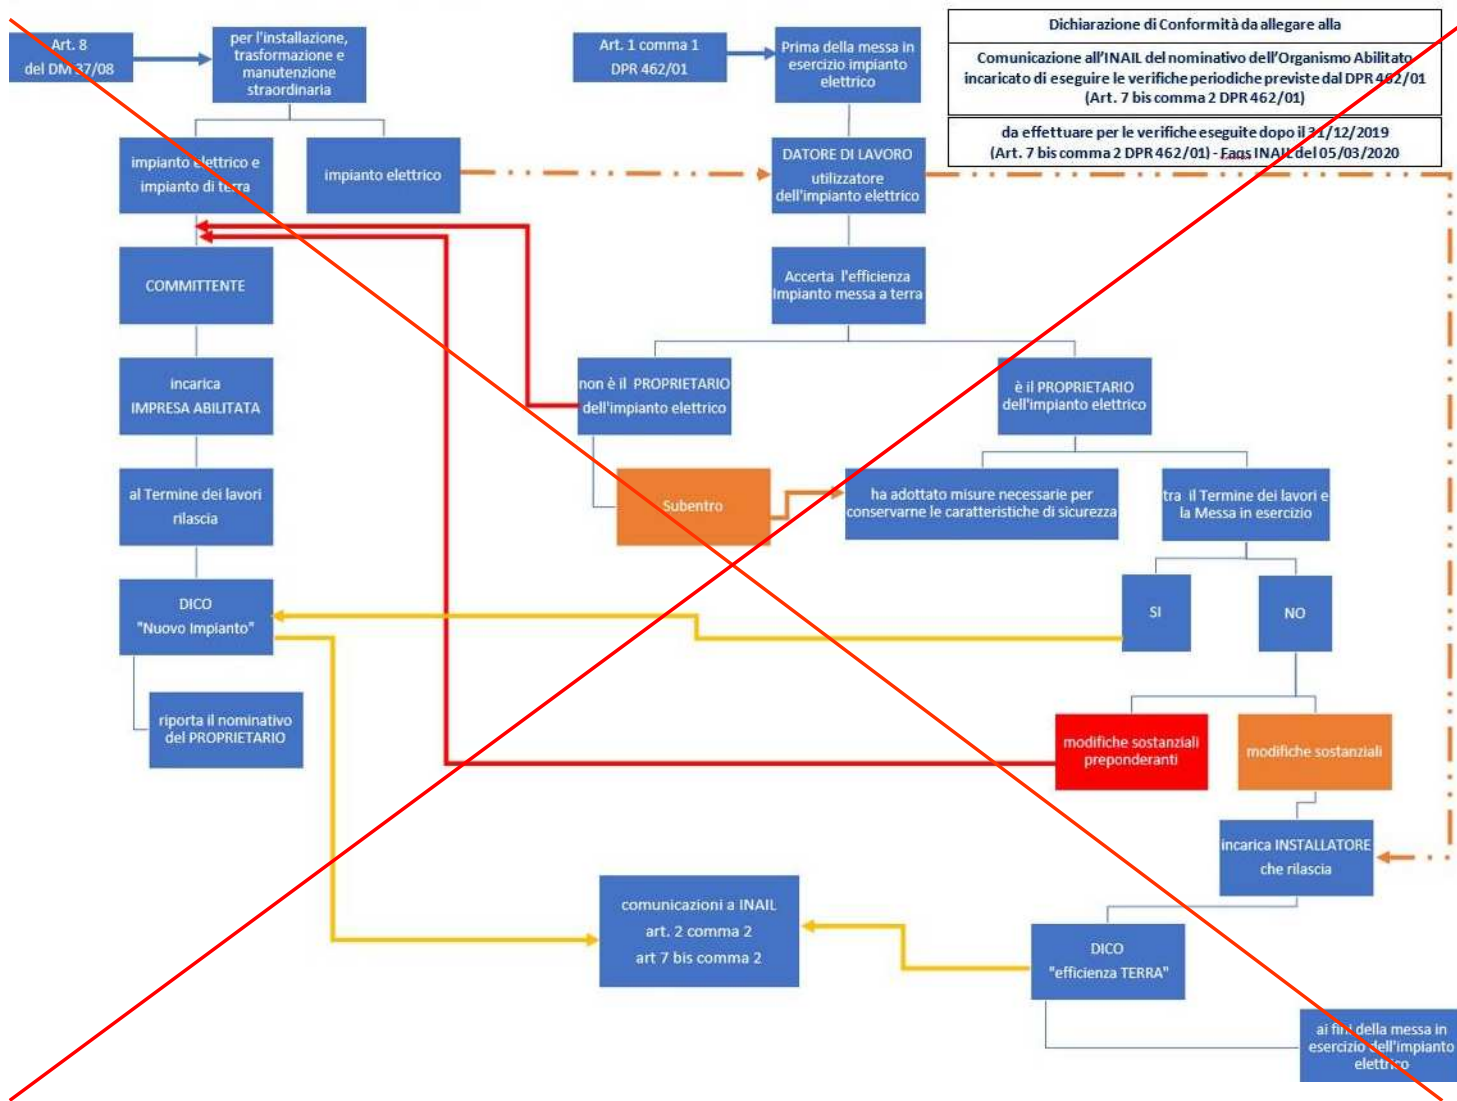 Dichiarazione di Conformità da allegare alla
Comunicazione all'INAIL del nominativo dell'Organismo Abilitato
incaricato di eseguire le verifiche periodiche previste dal DPR 462/01
(Art. 7 bis comma 2 DPR 462/01)
da effettuare per le verifiche eseguite dopo il 31/12/2019
(Art. 7 bis comma 2 DPR 462/01) - Faqs INAIL del 05/03/2020
Art. 8
del DM 37/08
per l'installazione,
trasformazione e
manutenzione
straordinaria
impianto elettrico e
impianto di terra
impianto elettrico
COMMITTENTE
incarica
IMPRESA ABILITATA
al Termine dei lavori
rilascia
DICO
"Nuovo Impianto"
riporta il nominativo
del PROPRIETARIO
Art. 1 comma 1
DPR 462/01
Prima della messa in
esercizio impianto
elettrico
DATORE DI LAVORO
utilizzatore
dell'impianto elettrico
Accerta l'efficienza
Impianto messa a terra
non è il PROPRIETARIO
dell'impianto elettrico
è il PROPRIETARIO
dell'impianto elettrico
Subentro
ha adottato misure necessarie per
conservarne le caratteristiche di sicurezza
tra il Termine dei lavori e
la Messa in esercizio
SI
NO
modifiche sostanziali
preponderanti
modifiche sostanziali
incarica INSTALLATORE
che rilascia
comunicazioni a INAIL
art. 2 comma 2
art 7 bis comma 2
DICO
"efficienza TERRA"
ai fini della messa in
esercizio dell'impianto
elettrico